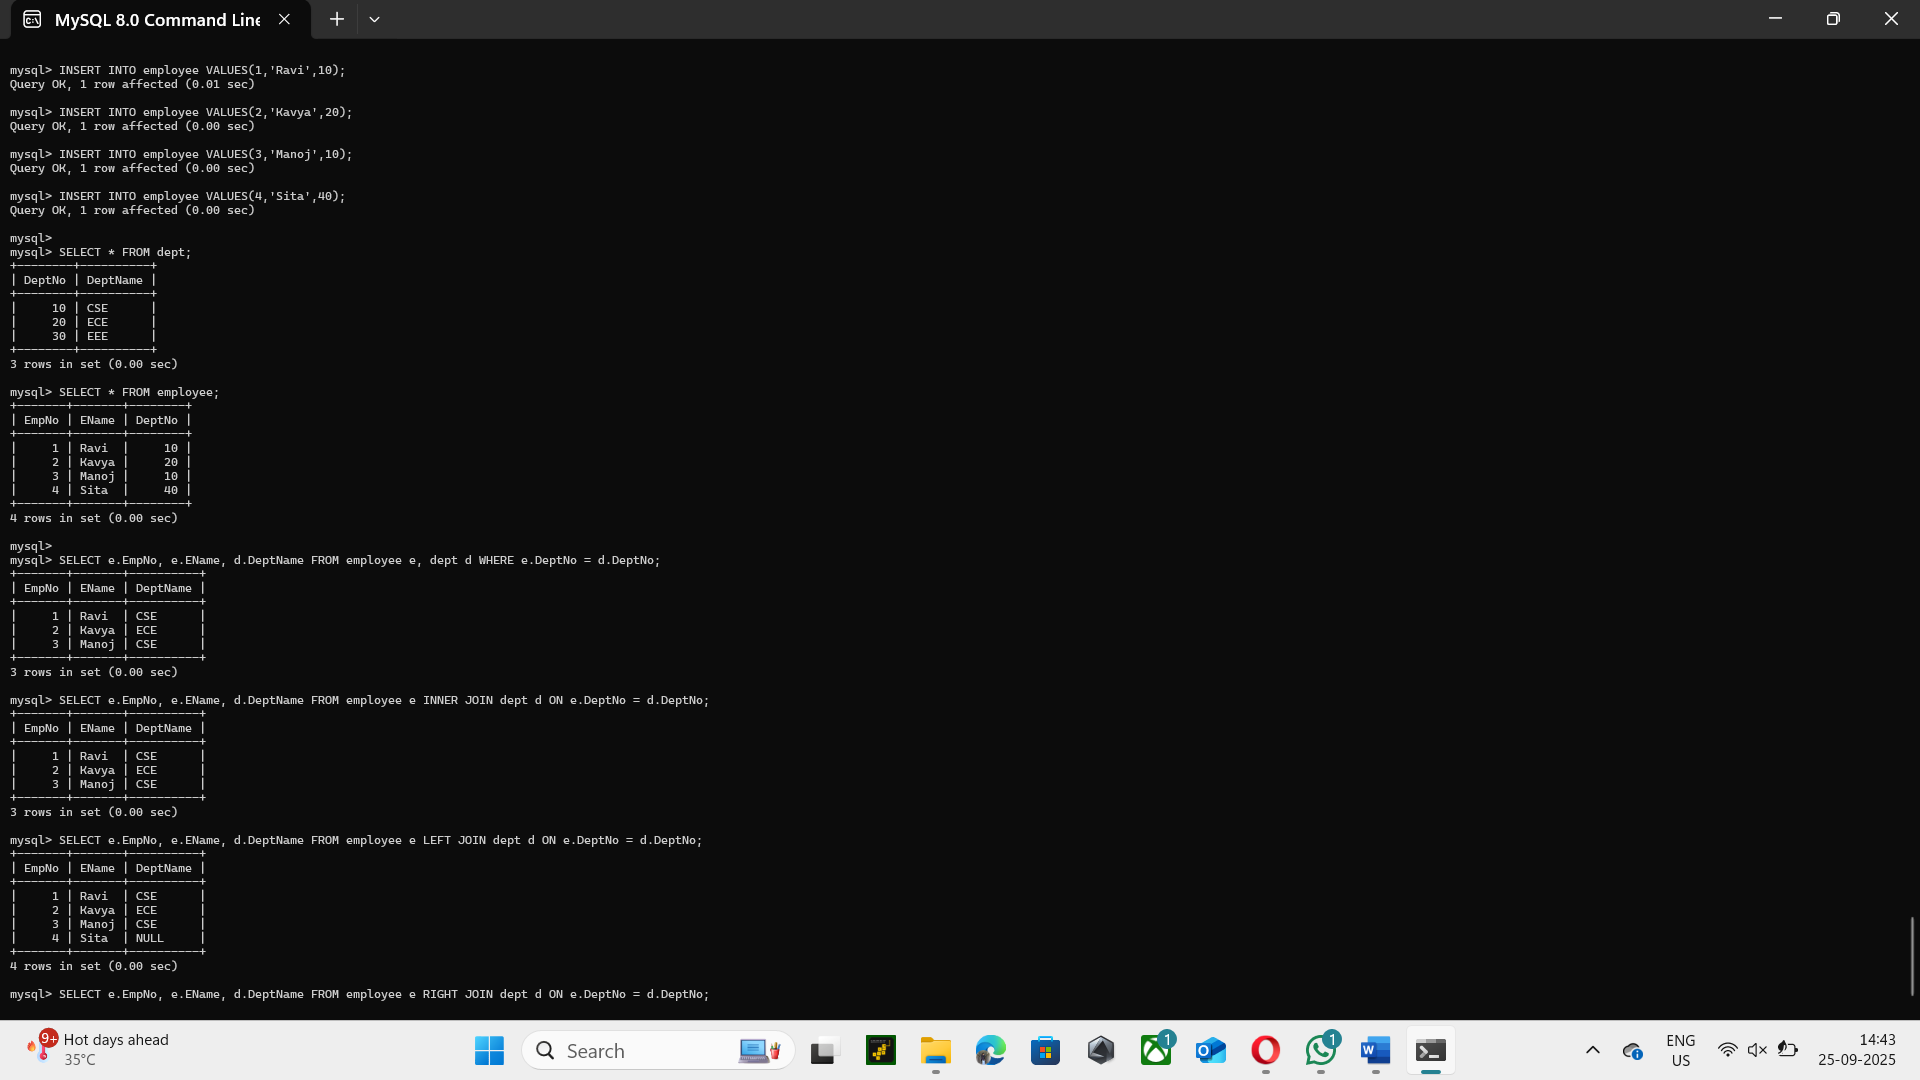 MySQL 8.0 Command Line
mysql> INSERT INTO employee VALUES(1,'Ravi',10);
Query OK, 1 row affected (0.01 sec)
mysql> INSERT INTO employee VALUES(2,'Kavya',20);
Query OK, 1 row affected (0.00 sec)
mysql> INSERT INTO employee VALUES(3,'Manoj',10);
Query OK, 1 row affected (0.00 sec)
mysql> INSERT INTO employee VALUES(4,'Sita',40);
Query OK, 1 row affected (0.00 sec)
mysql>
mysql> SELECT * FROM dept;
+--------+----------+
| DeptNo | DeptName |
+--------+----------+
|     10 | CSE      |
|     20 | ECE      |
|     30 | EEE      |
+--------+----------+
3 rows in set (0.00 sec)
mysql> SELECT * FROM employee;
+-------+-------+--------+
| EmpNo | EName | DeptNo |
+-------+-------+--------+
|     1 | Ravi  |     10 |
|     2 | Kavya |     20 |
|     3 | Manoj |     10 |
|     4 | Sita  |     40 |
+-------+-------+--------+
4 rows in set (0.00 sec)
mysql>
mysql> SELECT e.EmpNo, e.EName, d.DeptName FROM employee e, dept d WHERE e.DeptNo = d.DeptNo;
+-------+-------+----------+
| EmpNo | EName | DeptName |
+-------+-------+----------+
|     1 | Ravi  | CSE      |
|     2 | Kavya | ECE      |
|     3 | Manoj | CSE      |
+-------+-------+----------+
3 rows in set (0.00 sec)
mysql> SELECT e.EmpNo, e.EName, d.DeptName FROM employee e INNER JOIN dept d ON e.DeptNo = d.DeptNo;
+-------+-------+----------+
| EmpNo | EName | DeptName |
+-------+-------+----------+
|     1 | Ravi  | CSE      |
|     2 | Kavya | ECE      |
|     3 | Manoj | CSE      |
+-------+-------+----------+
3 rows in set (0.00 sec)
mysql> SELECT e.EmpNo, e.EName, d.DeptName FROM employee e LEFT JOIN dept d ON e.DeptNo = d.DeptNo;
+-------+-------+----------+
| EmpNo | EName | DeptName |
+-------+-------+----------+
|     1 | Ravi  | CSE      |
|     2 | Kavya | ECE      |
|     3 | Manoj | CSE      |
|     4 | Sita  | NULL     |
+-------+-------+----------+
4 rows in set (0.00 sec)
mysql> SELECT e.EmpNo, e.EName, d.DeptName FROM employee e RIGHT JOIN dept d ON e.DeptNo = d.DeptNo;
9+
Hot days ahead
35°C
Search
1
1
ENG
US
14:43
25-09-2025